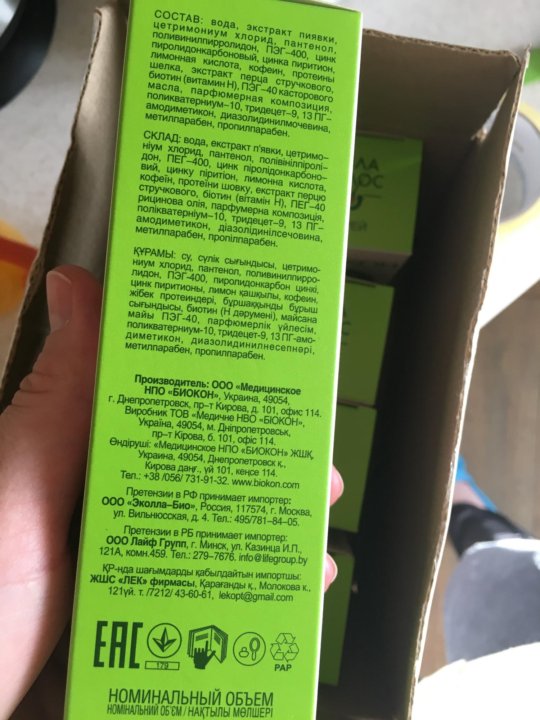 СОСТАВ: вода, экстракт пиявки,
цетримониум хлорид, пантенол,
поливинилпирролидон, ПЭГ–400, цинк
пиролидонкарбоновый, цинка пиритион,
лимонная кислота, кофеин, протеины
шелка, экстракт перца стручкового,
биотин (витамин Н), ПЭГ–40 касторового
масла, парфюмерная композиция,
поликватерниум–10, тридецет–9, 13 ПГ–
амодиметикон, диазолидинилмочевина,
метилпарабен, пропилпарабен.
СКЛАД: вода, екстракт п'явки, цетримо-
ніум хлорид, пантенол, полівінілпіролі-
дон, ПЕГ–400, цинк піролідонкарбоно-
вий, цинку піритіон, лимонна кислота,
кофеїн, протеїни шовку, екстракт перцю
стручкового, біотин (вітамін Н), ПЕГ–40
рицинова олія, парфумерна композиція,
полікватерніум–10, тридецет–9, 13 ПГ–
амодіметикон, діазолідинілсечовина,
метилпарабен, пропілпарабен.
ҚҰРАМЫ: су, сүлік сығындысы, цетримо-
ниум хлорид, пантенол, поливинилпирро-
лидон, ПЭГ-400, пиролидонкарбон цинкі,
цинк пиритионы, лимон қашқылы, кофеин,
жібек протеиндері, бұршаққынды бұрыш
сығындысы, биотин (Н дәрумені), майсана
майы ПЭГ-40, парфюмерлік үйлесім,
поликватерниум-10, тридецет-9, 13 ПГ-амо-
диметикон, диазолидинилнесепнәрі,
метилпарабен, пропилпарабен.
Производитель: ООО «Медицинское
НПО «БИОКОН», Украина, 49054,
г. Днепропетровск, пр–т Кирова, д. 101, офис 114.
Виробник ТОВ «Медичне НВО «БІОКОН»,
Україна, 49054, м. Дніпропетровськ,
пр–т Кірова, б. 101, офіс 114.
Өндіруші: «Медицинское НПО «БИОКОН» ЖШҚ,
Украина, 49054, Днепропетровск қ.,
Кирова даңғ., үй 101, кеңсе 114.
Тел.: +38 /056/ 731-91-32. www.biokon.com
Претензии в РФ принимает импортер:
ООО «Эколла–Био», Россия, 117574, г. Москва,
ул. Вильнюсская, д. 4. Тел.: 495/781–84–05.
Претензии в РБ принимает импортер:
ООО Лайф Групп, г. Минск, ул. Казинца И.П.,
121А, комн.459. Тел.: 279–7676. info@lifegroup.by
ҚР-нда шағымдарды қабылдайтын импортшы:
ЖШС «ЛЕК» фирмасы, Қарағанды қ., Молокова к.,
121үй. т. /7212/ 43-60-61, lekopt@gmail.com
EAC
179
PAP
НОМИНАЛЬНЫЙ ОБЪЕМ
НОМІНАЛЬНИЙ ОБ'ЄМ / НАҚТЫЛЫ МӨЛШЕРІ